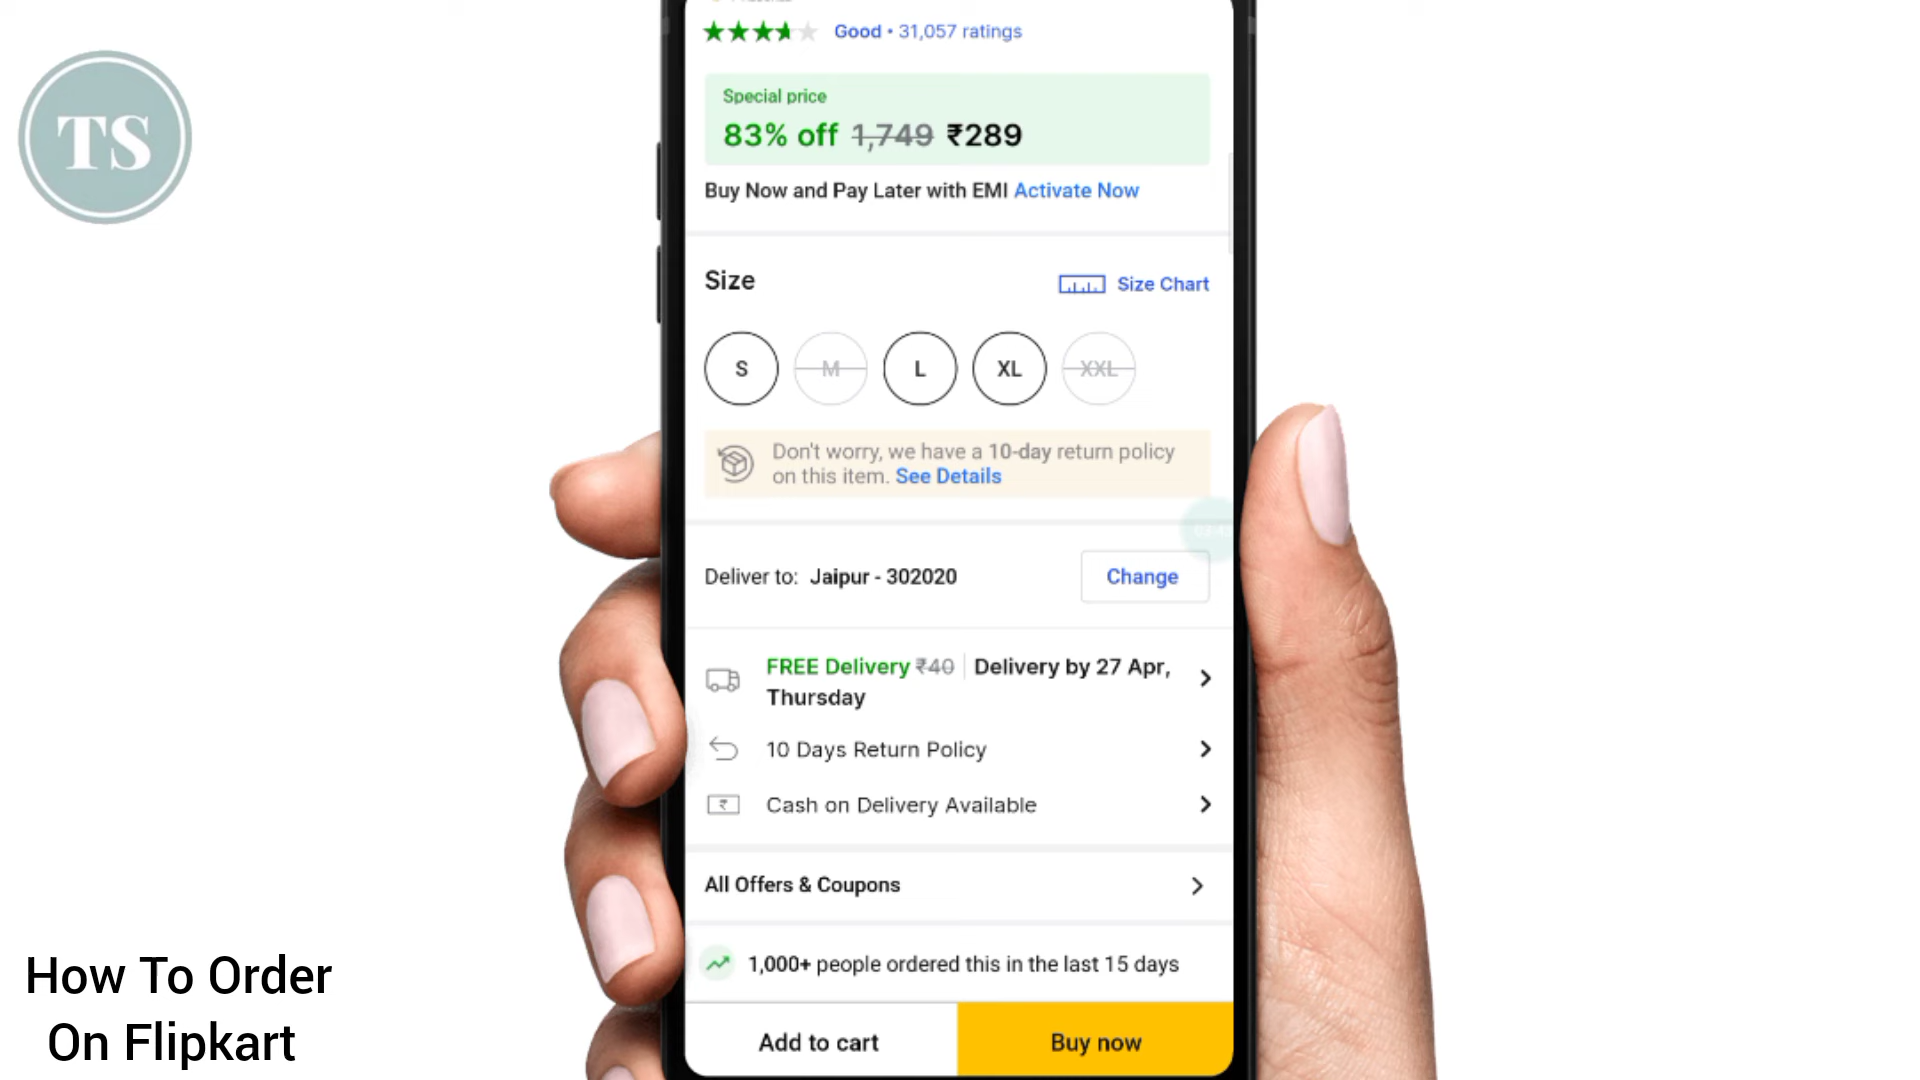 TS
Good • 31,057 ratings
Special price
83% off 1,749 ₹289
Buy Now and Pay Later with EMI Activate Now
Size
Size Chart
S M L XL XXL
Don't worry, we have a 10-day return policy
on this item. See Details
Deliver to: Jaipur - 302020
Change
FREE Delivery ₹40 Delivery by 27 Apr,
Thursday
10 Days Return Policy
₹
Cash on Delivery Available
All Offers & Coupons
1,000+ people ordered this in the last 15 days
Add to cart
Buy now
How To Order
On Flipkart